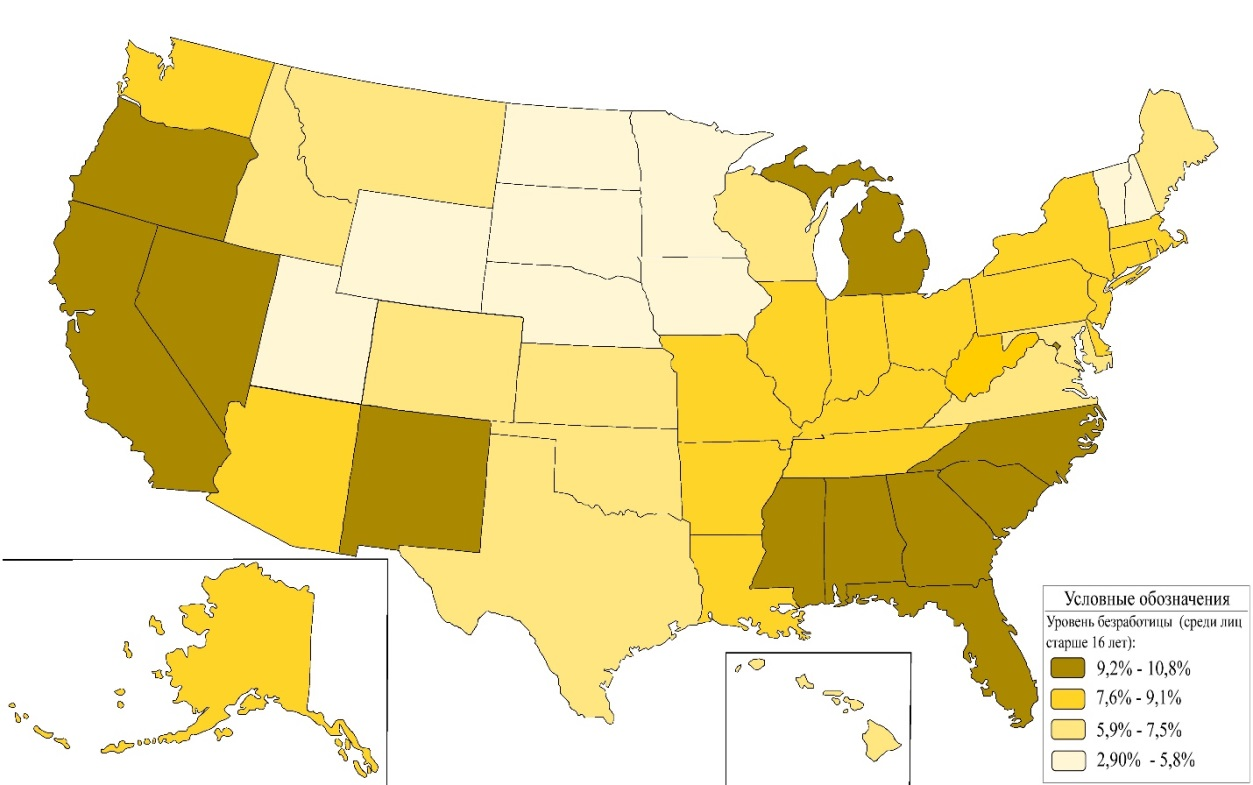 Условные обозначения
Уровень безработицы (среди лиц
старше 16 лет):
9,2% - 10,8%
7,6% - 9,1%
5,9% - 7,5%
2,90% - 5,8%